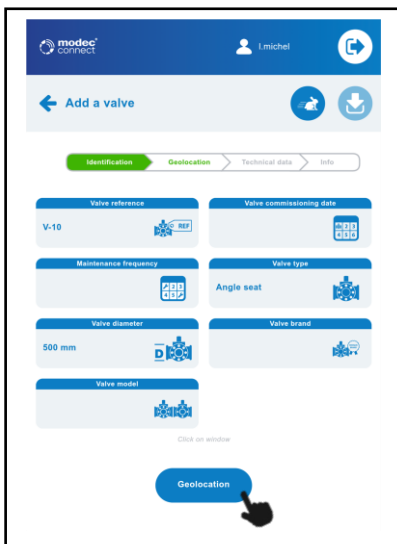 modec
connect
l.michel
Add a valve
Identification
Geolocation
Technical data
Info
Valve reference
Valve commissioning date
V-10
REF
Maintenance frequency
Valve type
Angle seat
Valve diameter
Valve brand
500 mm
D
Valve model
Click on window
Geolocation